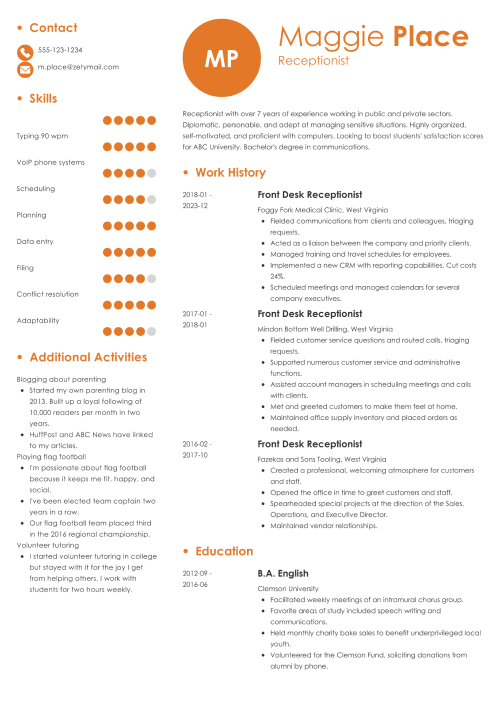 • Contact
555-123-1234
m.place@zetymail.com
• Skills
Typing 90 wpm
VoIP phone systems
Scheduling
Planning
Data entry
Filing
Conflict resolution
Adaptability
• Additional Activities
Blogging about parenting
• Started my own parenting blog in
2013. Built up a loyal following of
10,000 readers per month in two
years.
• HuffPost and ABC News have linked
to my articles.
Playing flag football
• I'm passionate about flag football
because it keeps me fit, happy, and
social.
• I've been elected team captain two
years in a row.
• Our flag football team placed third
in the 2016 regional championship.
Volunteer tutoring
• I started volunteer tutoring in college
but stayed with it for the joy I get
from helping others. I work with
students for two hours weekly.
MP
Maggie Place
Receptionist
Receptionist with over 7 years of experience working in public and private sectors.
Diplomatic, personable, and adept at managing sensitive situations. Highly organized,
self-motivated, and proficient with computers. Looking to boost students' satisfaction scores
for ABC University. Bachelor's degree in communications.
• Work History
2018-01 -
2023-12
Front Desk Receptionist
Foggy Fork Medical Clinic, West Virginia
• Fielded communications from clients and colleagues, triaging
requests.
• Acted as a liaison between the company and priority clients.
• Managed training and travel schedules for employees.
• Implemented a new CRM with reporting capabilities. Cut costs
24%.
• Scheduled meetings and managed calendars for several
company executives.
2017-01 -
2018-01
Front Desk Receptionist
Mindon Bottom Well Drilling, West Virginia
• Fielded customer service questions and routed calls, triaging
requests.
• Supported numerous customer service and administrative
functions.
• Assisted account managers in scheduling meetings and calls
with clients.
• Met and greeted customers to make them feel at home.
• Maintained office supply inventory and placed orders as
needed.
2016-02 -
2017-10
Front Desk Receptionist
Fazekas and Sons Tooling, West Virginia
• Created a professional, welcoming atmosphere for customers
and staff.
• Opened the office in time to greet customers and staff.
• Spearheaded special projects at the direction of the Sales,
Operations, and Executive Director.
• Maintained vendor relationships.
• Education
2012-09 -
2016-06
B.A. English
Clemson University
• Facilitated weekly meetings of an intramural chorus group.
• Favorite areas of study included speech writing and
communications.
• Held monthly charity bake sales to benefit underprivileged local
youth.
• Volunteered for the Clemson Fund, soliciting donations from
alumni by phone.